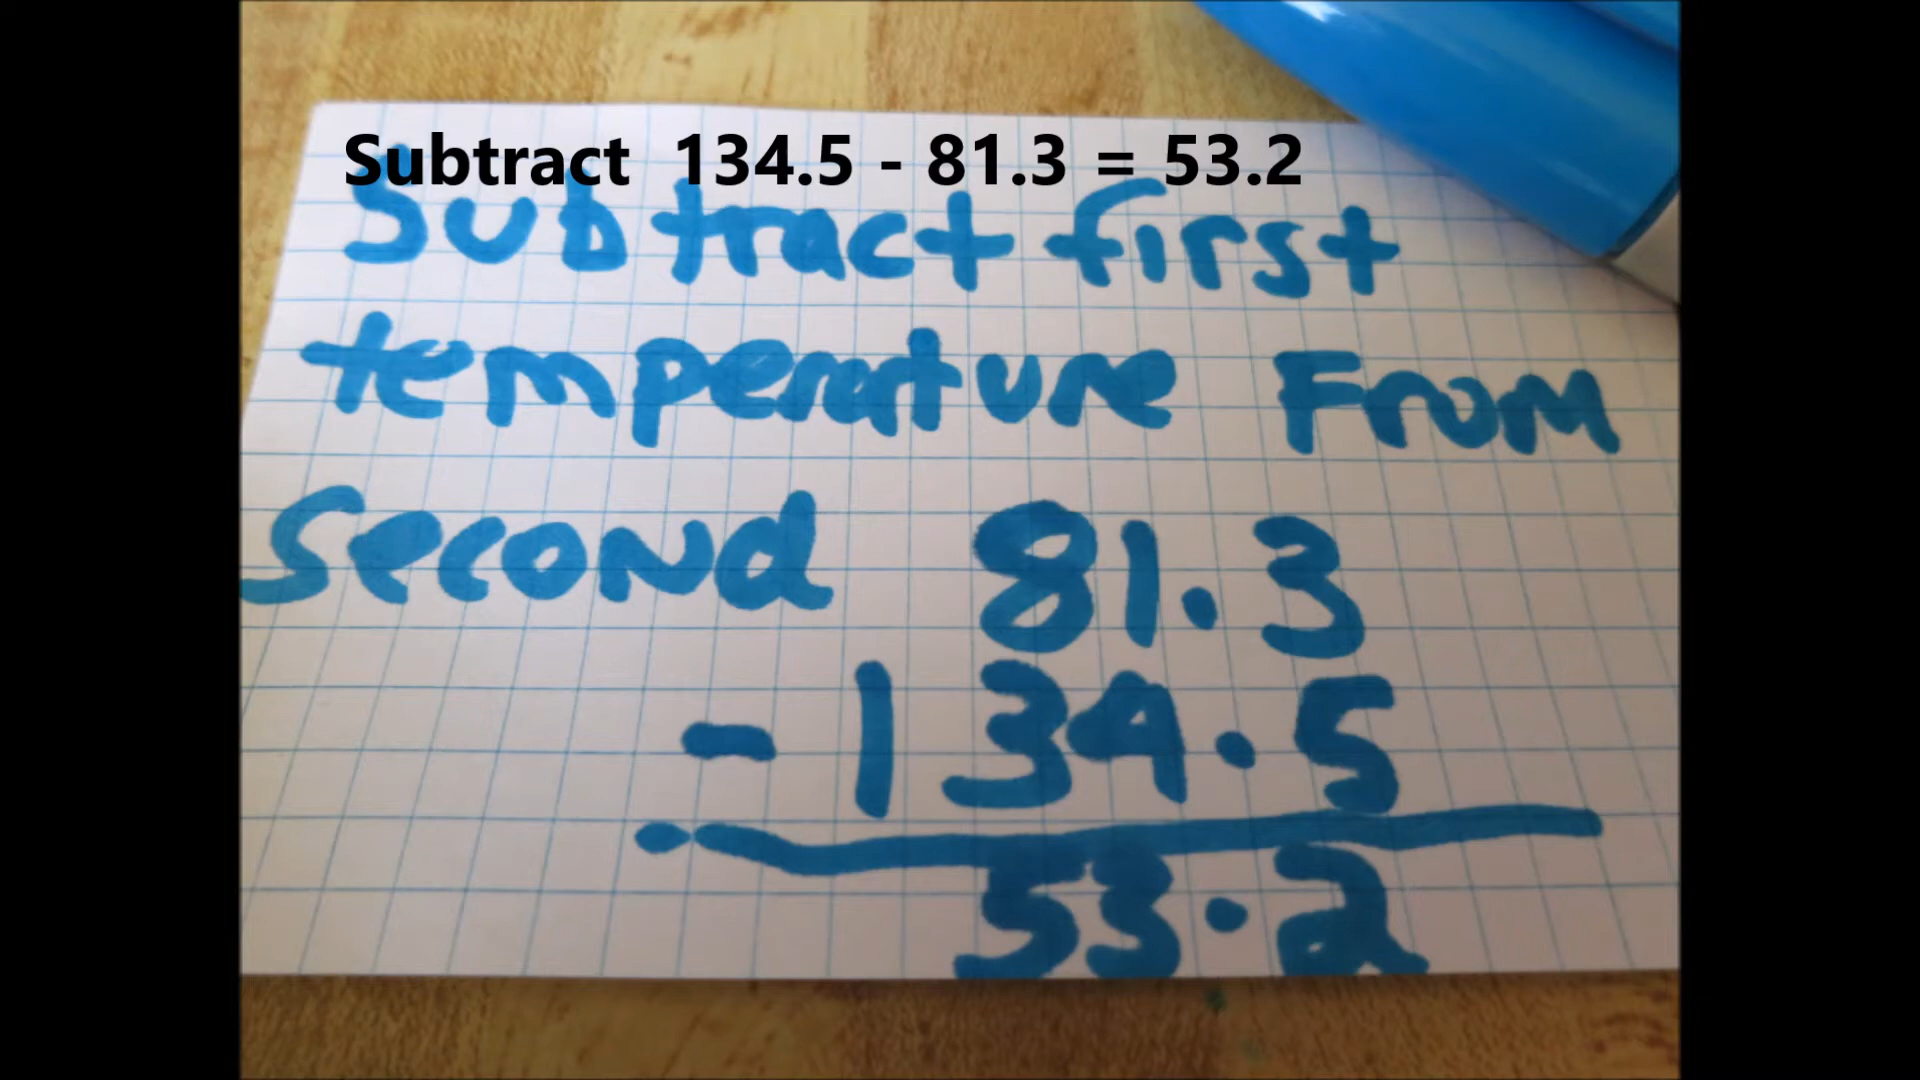 Subtract 134.5 - 81.3 = 53.2
Subtract first
temperature From
Second 81.3
- 134.5
53.2